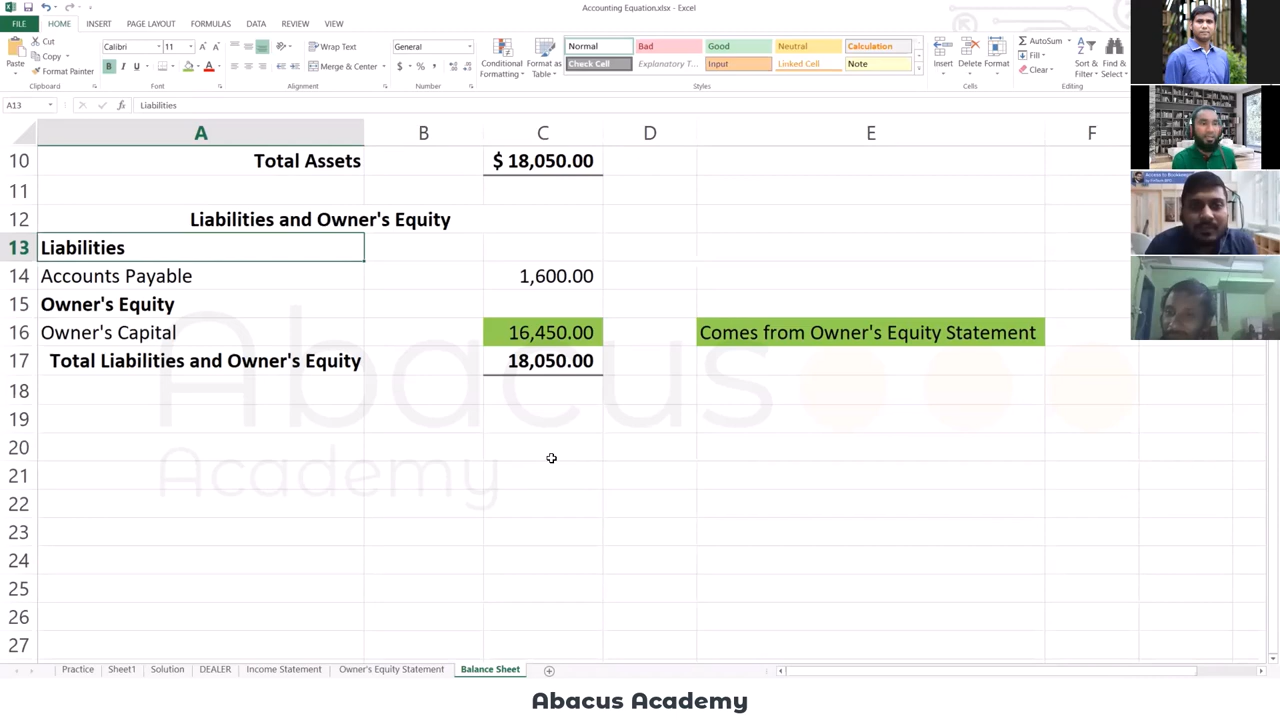 Accounting Equation.xlsx - Excel
FILE HOME INSERT PAGE LAYOUT FORMULAS DATA REVIEW VIEW
Paste
Cut
Copy
Format Painter
Clipboard
Calibri 11
B I U
Font
Wrap Text
Merge & Center
Alignment
General
$ % ,
Number
Conditional Formatting
Format as Table
Normal Bad Good Neutral Calculation
Check Cell Explanatory T... Input Linked Cell Note
Styles
Insert Delete Format
Cells
AutoSum
Fill
Clear
Sort & Filter
Find & Select
Editing
A13 fx Liabilities
A B C D E F
10 Total Assets $ 18,050.00
11
12 Liabilities and Owner's Equity
13 Liabilities
14 Accounts Payable 1,600.00
15 Owner's Equity
16 Owner's Capital 16,450.00 Comes from Owner's Equity Statement
17 Total Liabilities and Owner's Equity 18,050.00
18
19
20
21
22
23
24
25
26
27
Abacus
Academy
Practice Sheet1 Solution DEALER Income Statement Owner's Equity Statement Balance Sheet
Abacus Academy